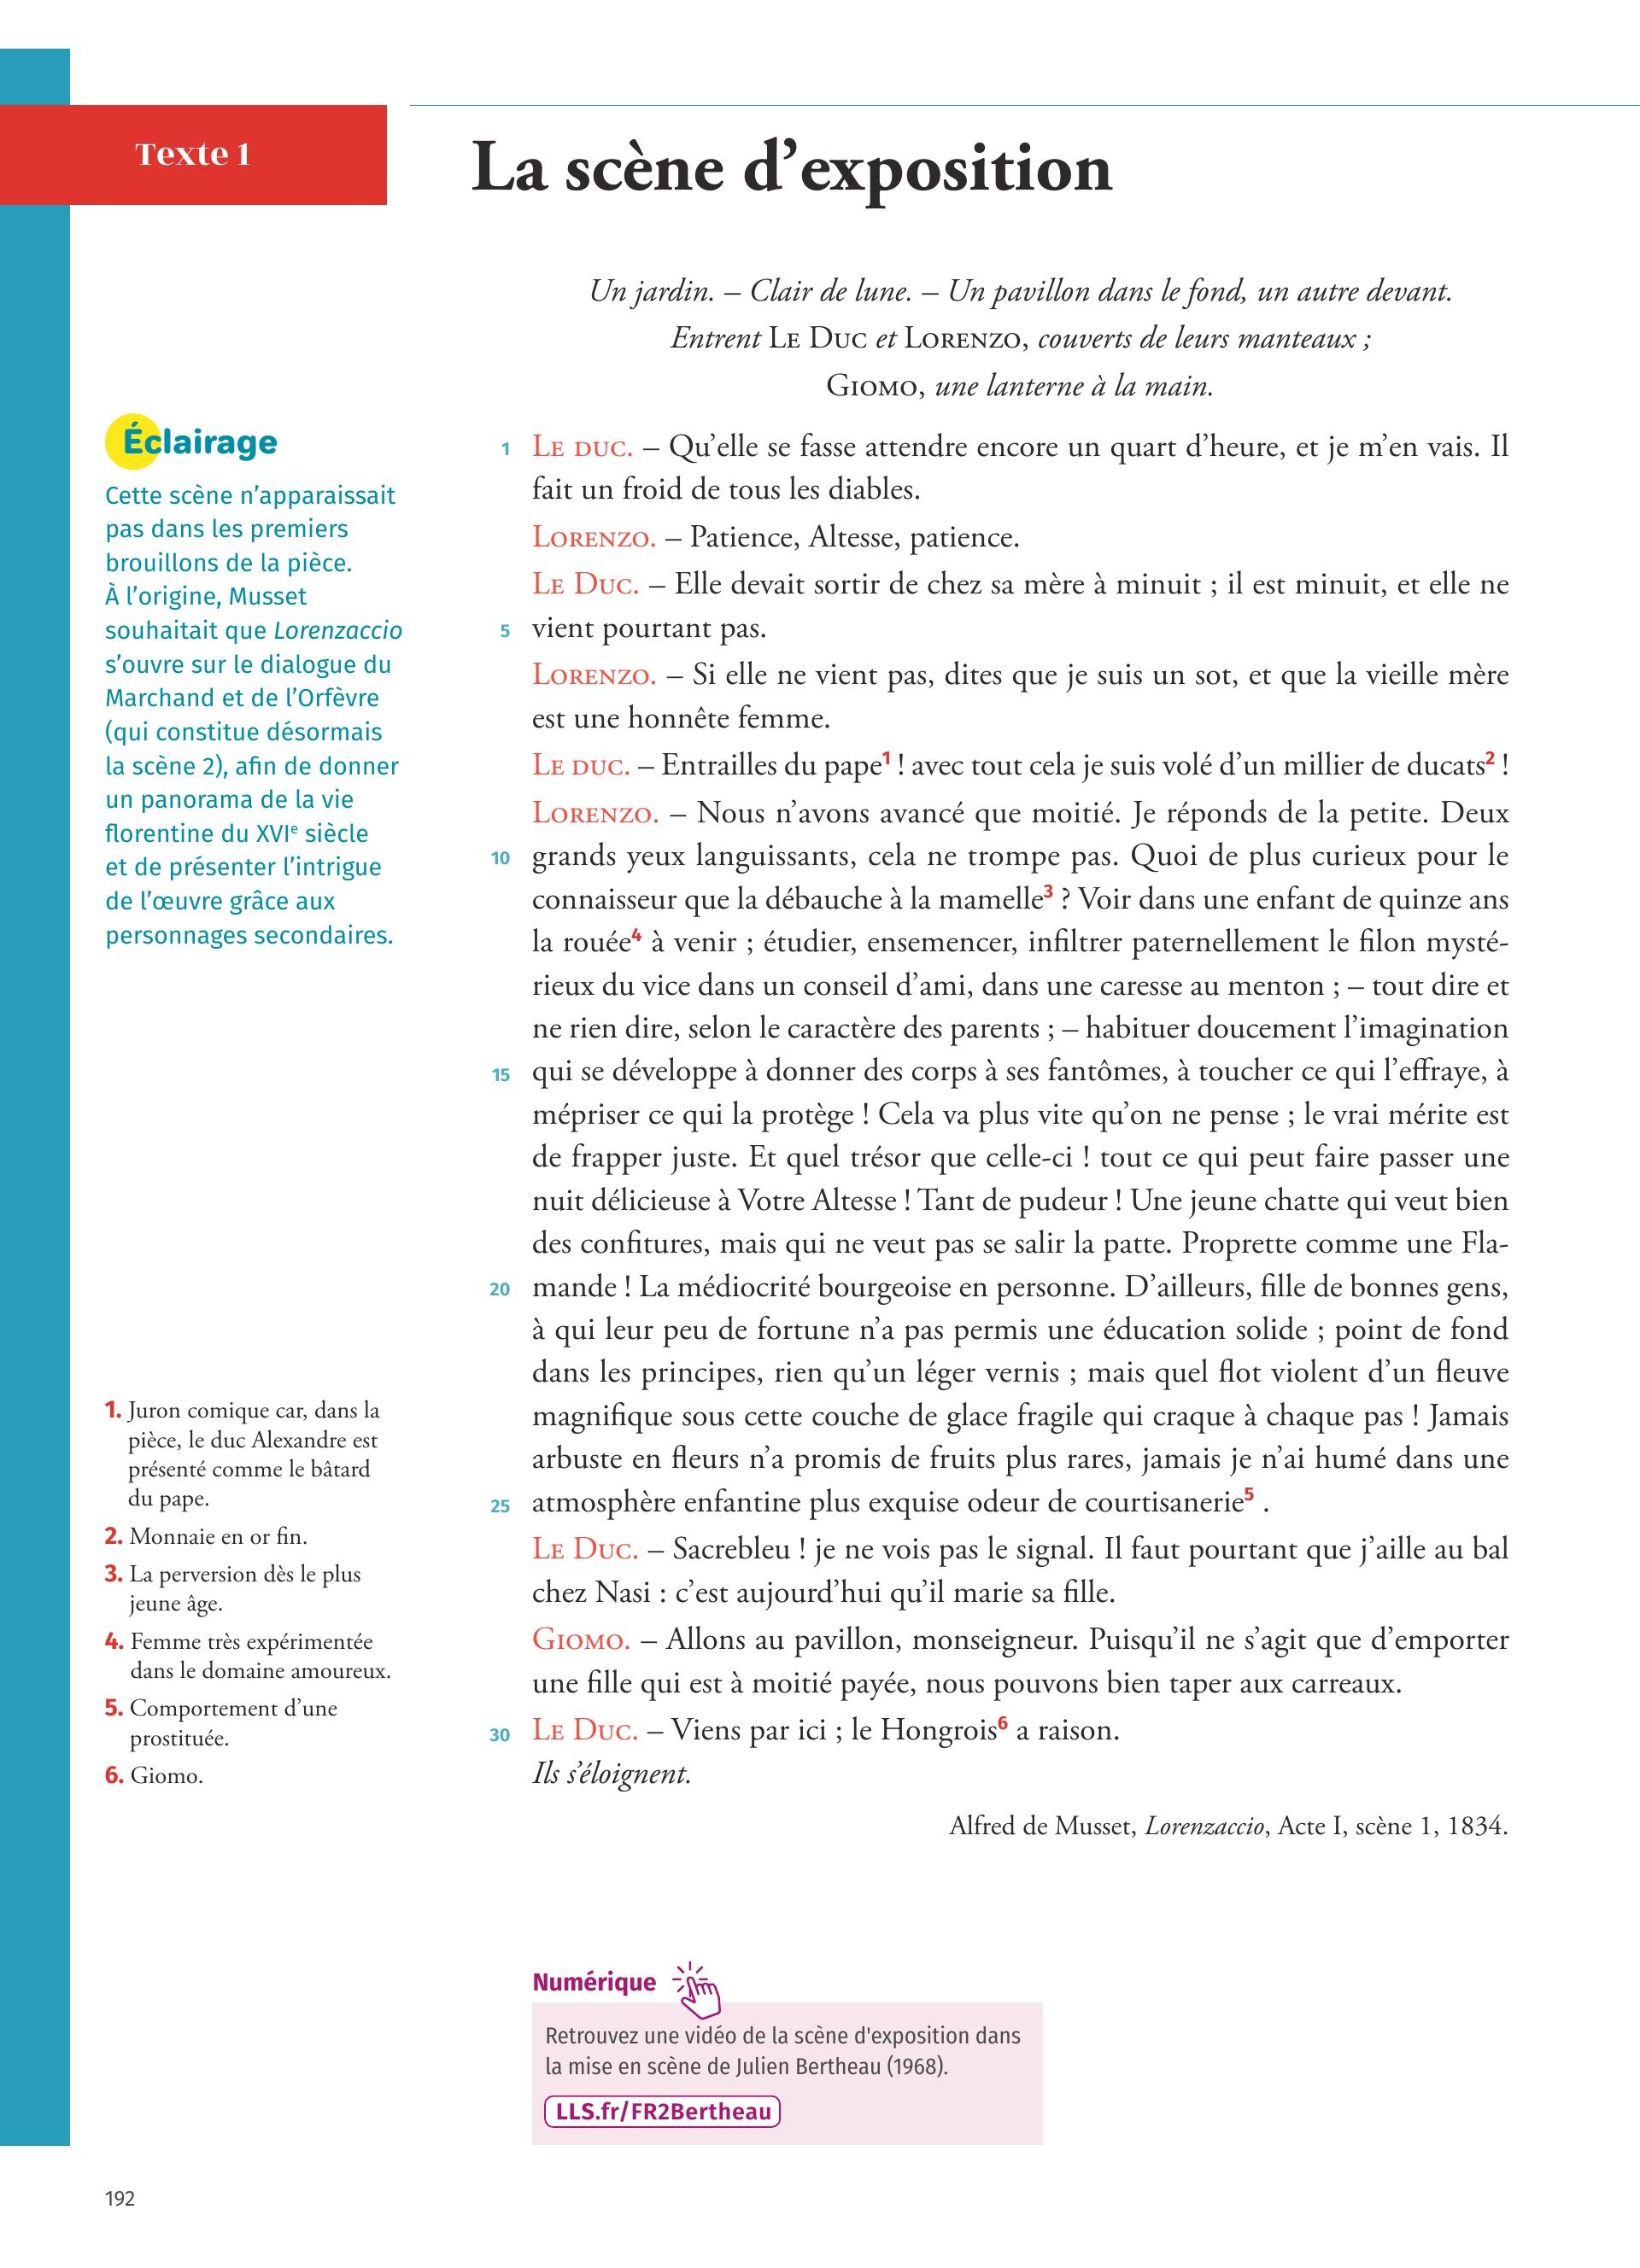 Texte 1
La scène d’exposition
Un jardin. – Clair de lune. – Un pavillon dans le fond, un autre devant.
Entrent Le Duc et Lorenzo, couverts de leurs manteaux ;
Giomo, une lanterne à la main.
Éclairage
Cette scène n’apparaissait
pas dans les premiers
brouillons de la pièce.
À l’origine, Musset
souhaitait que Lorenzaccio
s’ouvre sur le dialogue du
Marchand et de l’Orfèvre
(qui constitue désormais
la scène 2), afin de donner
un panorama de la vie
florentine du XVIe siècle
et de présenter l’intrigue
de l’œuvre grâce aux
personnages secondaires.
1 Le duc. – Qu’elle se fasse attendre encore un quart d’heure, et je m’en vais. Il
fait un froid de tous les diables.
Lorenzo. – Patience, Altesse, patience.
Le Duc. – Elle devait sortir de chez sa mère à minuit ; il est minuit, et elle ne
5 vient pourtant pas.
Lorenzo. – Si elle ne vient pas, dites que je suis un sot, et que la vieille mère
est une honnête femme.
Le duc. – Entrailles du pape1 ! avec tout cela je suis volé d’un millier de ducats2 !
Lorenzo. – Nous n’avons avancé que moitié. Je réponds de la petite. Deux
10 grands yeux languissants, cela ne trompe pas. Quoi de plus curieux pour le
connaisseur que la débauche à la mamelle3 ? Voir dans une enfant de quinze ans
la rouée4 à venir ; étudier, ensemencer, infiltrer paternellement le filon mysté-
rieux du vice dans un conseil d’ami, dans une caresse au menton ; – tout dire et
ne rien dire, selon le caractère des parents ; – habituer doucement l’imagination
15 qui se développe à donner des corps à ses fantômes, à toucher ce qui l’effraye, à
mépriser ce qui la protège ! Cela va plus vite qu’on ne pense ; le vrai mérite est
de frapper juste. Et quel trésor que celle-ci ! tout ce qui peut faire passer une
nuit délicieuse à Votre Altesse ! Tant de pudeur ! Une jeune chatte qui veut bien
des confitures, mais qui ne veut pas se salir la patte. Proprette comme une Fla-
20 mande ! La médiocrité bourgeoise en personne. D’ailleurs, fille de bonnes gens,
à qui leur peu de fortune n’a pas permis une éducation solide ; point de fond
dans les principes, rien qu’un léger vernis ; mais quel flot violent d’un fleuve
magnifique sous cette couche de glace fragile qui craque à chaque pas ! Jamais
arbuste en fleurs n’a promis de fruits plus rares, jamais je n’ai humé dans une
25 atmosphère enfantine plus exquise odeur de courtisanerie5 .
Le Duc. – Sacrebleu ! je ne vois pas le signal. Il faut pourtant que j’aille au bal
chez Nasi : c’est aujourd’hui qu’il marie sa fille.
Giomo. – Allons au pavillon, monseigneur. Puisqu’il ne s’agit que d’emporter
une fille qui est à moitié payée, nous pouvons bien taper aux carreaux.
30 Le Duc. – Viens par ici ; le Hongrois6 a raison.
Ils s’éloignent.
Alfred de Musset, Lorenzaccio, Acte I, scène 1, 1834.
1. Juron comique car, dans la
pièce, le duc Alexandre est
présenté comme le bâtard
du pape.
2. Monnaie en or fin.
3. La perversion dès le plus
jeune âge.
4. Femme très expérimentée
dans le domaine amoureux.
5. Comportement d’une
prostituée.
6. Giomo.
Numérique
Retrouvez une vidéo de la scène d'exposition dans
la mise en scène de Julien Bertheau (1968).
LLS.fr/FR2Bertheau
192